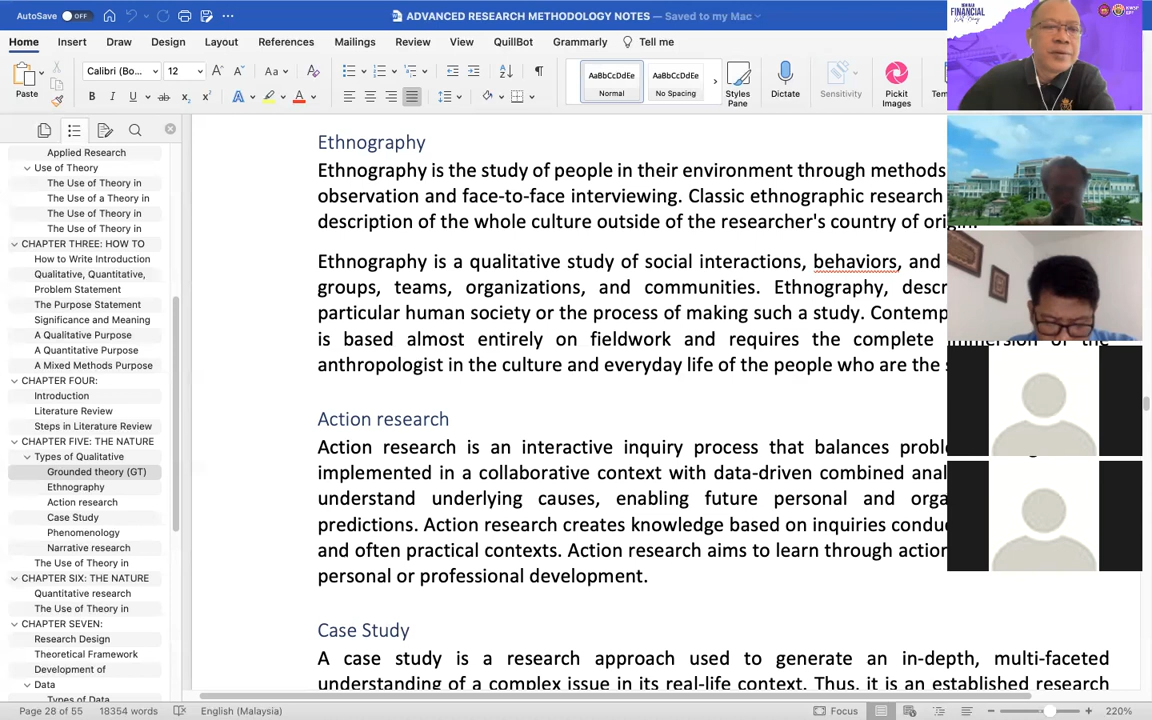 AutoSave OFF
ADVANCED RESEARCH METHODOLOGY NOTES — Saved to my Mac
Home Insert Draw Design Layout References Mailings Review View QuillBot Grammarly Tell me
Paste
Calibri (Bo... 12
AaBbCcDdEe AaBbCcDdEe
Normal No Spacing
Styles Pane
Dictate
Sensitivity
Pickit Images
FINANCIAL
Applied Research
Use of Theory
The Use of Theory in
The Use of a Theory in
The Use of Theory in
The Use of Theory in
CHAPTER THREE: HOW TO
How to Write Introduction
Qualitative, Quantitative,
Problem Statement
The Purpose Statement
Significance and Meaning
A Qualitative Purpose
A Quantitative Purpose
A Mixed Methods Purpose
CHAPTER FOUR:
Introduction
Literature Review
Steps in Literature Review
CHAPTER FIVE: THE NATURE
Types of Qualitative
Grounded theory (GT)
Ethnography
Action research
Case Study
Phenomenology
Narrative research
The Use of Theory in
CHAPTER SIX: THE NATURE
Quantitative research
The Use of Theory in
CHAPTER SEVEN:
Research Design
Theoretical Framework
Development of
Data
Types of Data
Ethnography
Ethnography is the study of people in their environment through methods
observation and face-to-face interviewing. Classic ethnographic research
description of the whole culture outside of the researcher's country of
Ethnography is a qualitative study of social interactions, behaviors, and
groups, teams, organizations, and communities. Ethnography,
particular human society or the process of making such a study.
is based almost entirely on fieldwork and requires the complete immersion of the
anthropologist in the culture and everyday life of the people who are the
Action research
Action research is an interactive inquiry process that balances
implemented in a collaborative context with data-driven combined
understand underlying causes, enabling future personal and
predictions. Action research creates knowledge based on inquiries
and often practical contexts. Action research aims to learn through
personal or professional development.
Case Study
A case study is a research approach used to generate an in-depth, multi-faceted
understanding of a complex issue in its real-life context. Thus, it is an established research
Page 28 of 55 18354 words English (Malaysia) Focus 220%